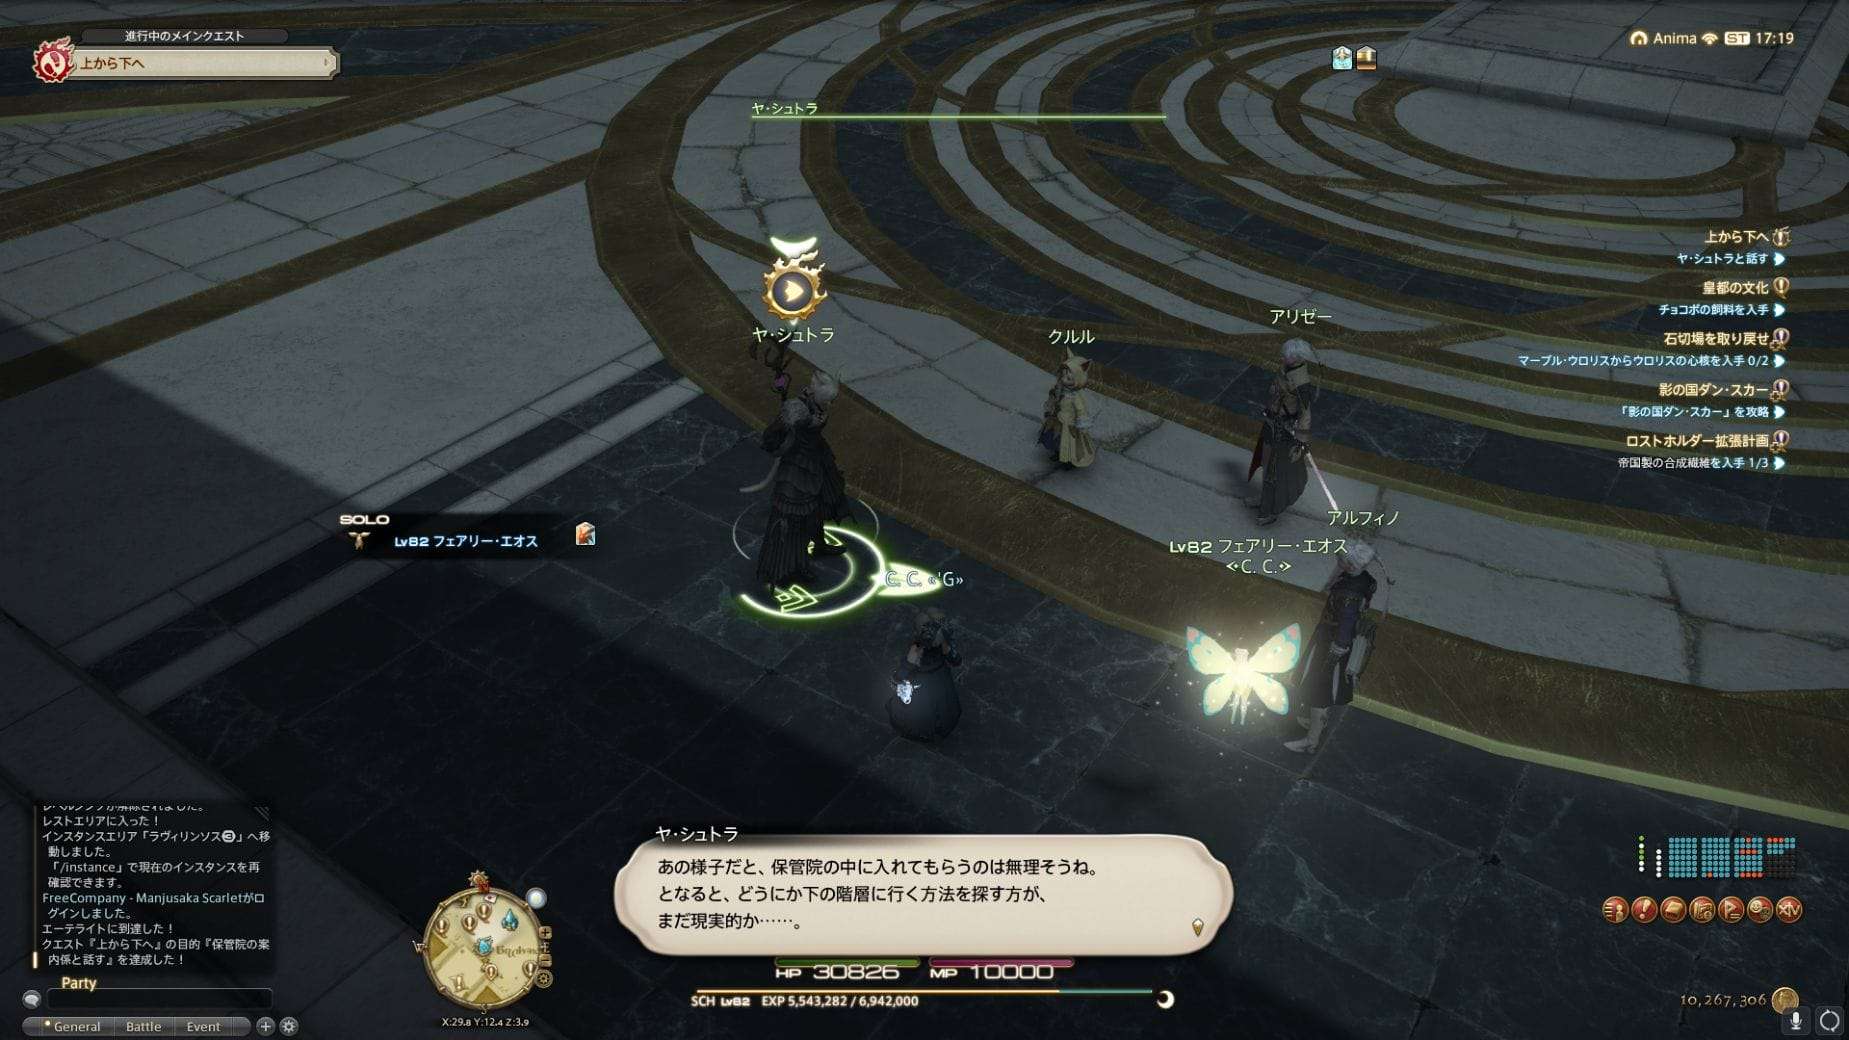 進行中のメインクエスト
上から下へ
Anima ST 17:19
ヤ・シュトラ
ヤ・シュトラ
クルル
アリゼー
アルフィノ
Lv82 フェアリー・エオス
«C. C.»
C. C. «'G»
SOLO
Lv82 フェアリー・エオス
上から下へ
ヤ・シュトラと話す
皇都の文化
チョコボの飼料を入手
石切場を取り戻せ
マーブル・ウロリスからウロリスの心核を入手 0/2
影の国ダン・スカー
「影の国ダン・スカー」を攻略
ロストホルダー拡張計画
帝国製の合成繊維を入手 1/3
レベルシンクが解除されました。
レストエリアに入った！
インスタンスエリア「ラヴィリンソス3」へ移
動しました。
「/instance」で現在のインスタンスを再
確認できます。
FreeCompany - Manjusaka Scarletがロ
グインしました。
エーテライトに到達した！
クエスト『上から下へ』の目的『保管院の案
内係と話す』を達成した！
Party
General Battle Event
X:29.8 Y:12.4 Z:3.9
ヤ・シュトラ
あの様子だと、保管院の中に入れてもらうのは無理そうね。
となると、どうにか下の階層に行く方法を探す方が、
まだ現実的か……。
HP 30826 MP 10000
SCH Lv82 EXP 5,543,282 / 6,942,000
XIV
10,267,306